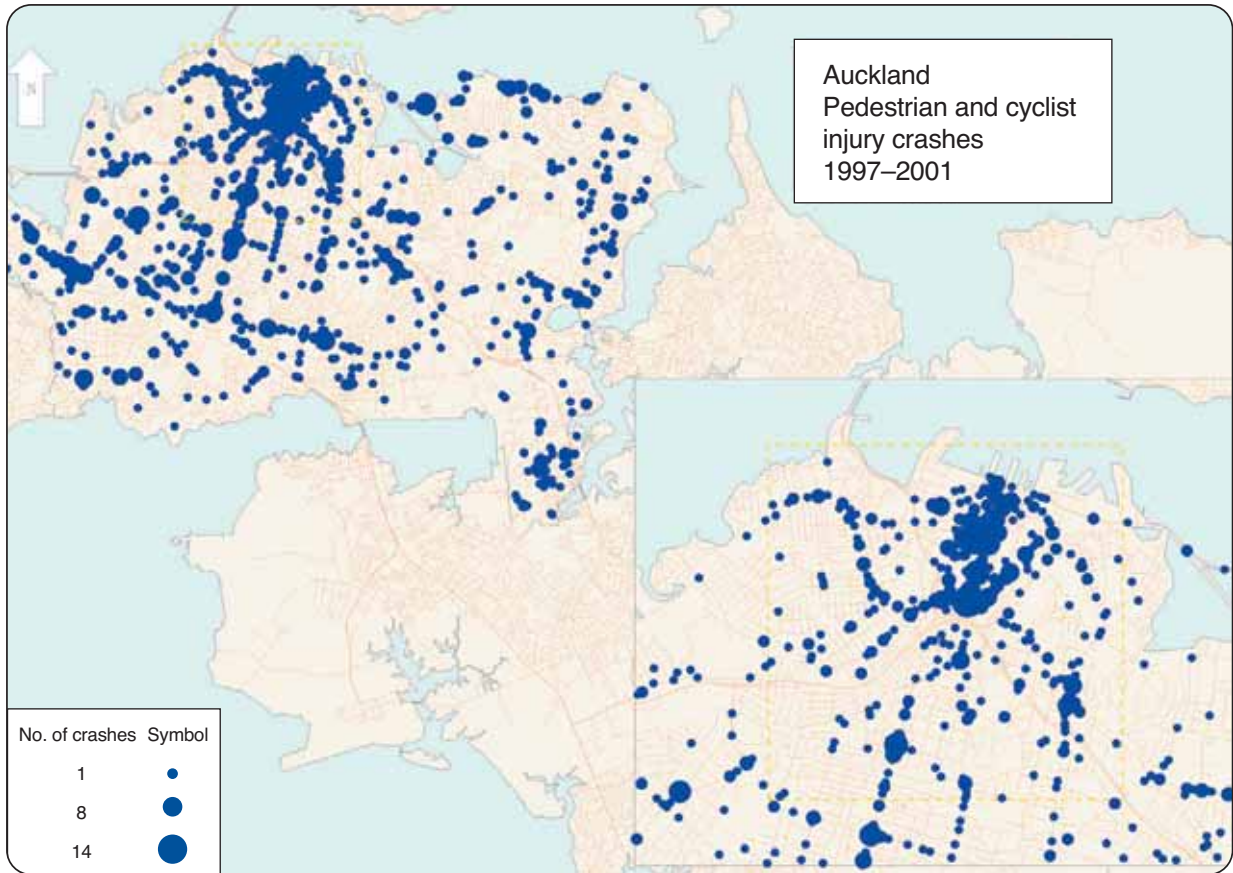 N
Auckland
Pedestrian and cyclist
injury crashes
1997–2001
No. of crashes Symbol
1
8
14